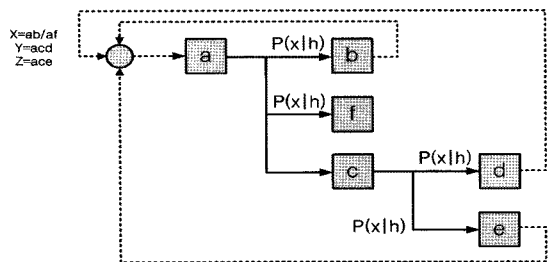 X=ab/af
Y=acd
Z=ace
a
P(x|h)
b
P(x|h)
f
c
P(x|h)
d
P(x|h)
e